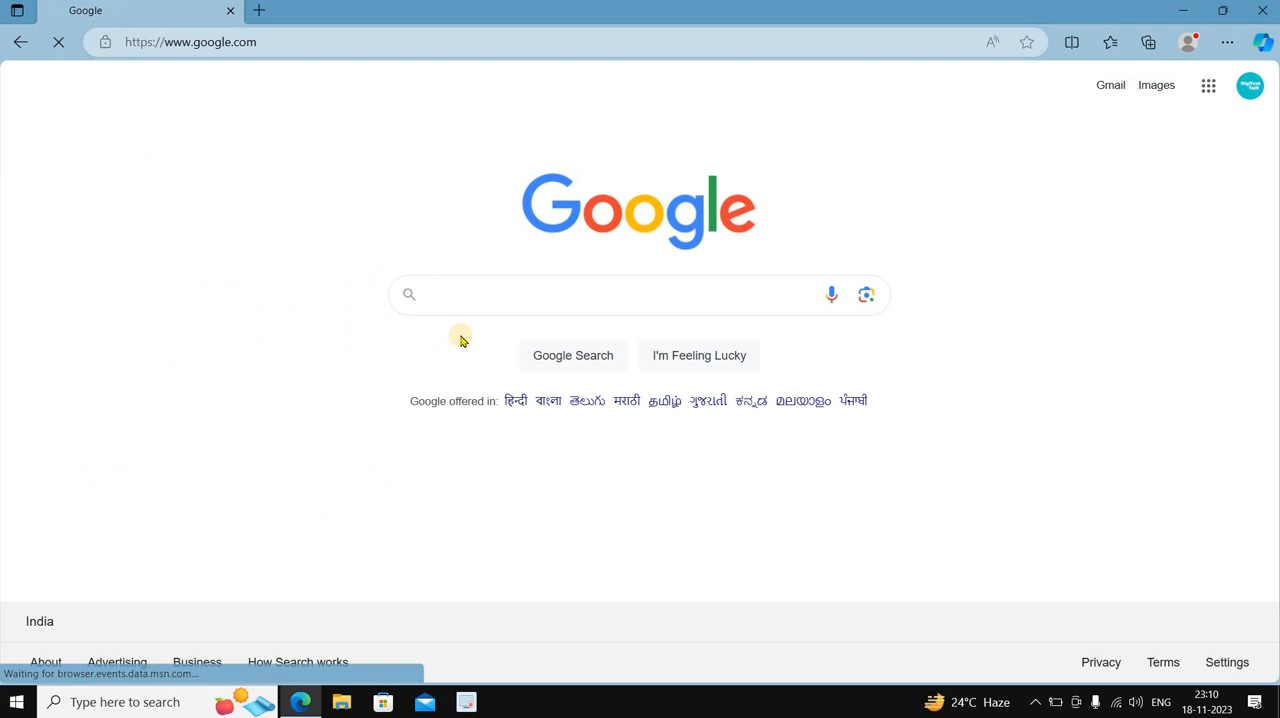 Google
https://www.google.com
Gmail Images
Google
Google Search I'm Feeling Lucky
Google offered in: हिन्दी বাংলা తెలుగు मराठी தமிழ் ગુજરાતી ಕನ್ನಡ മലയാളം ਪੰਜਾਬੀ
India
About Advertising Business How Search works Privacy Terms Settings
Waiting for browser.events.data.msn.com...
Type here to search 24°C Haze ENG 23:10
18-11-2023